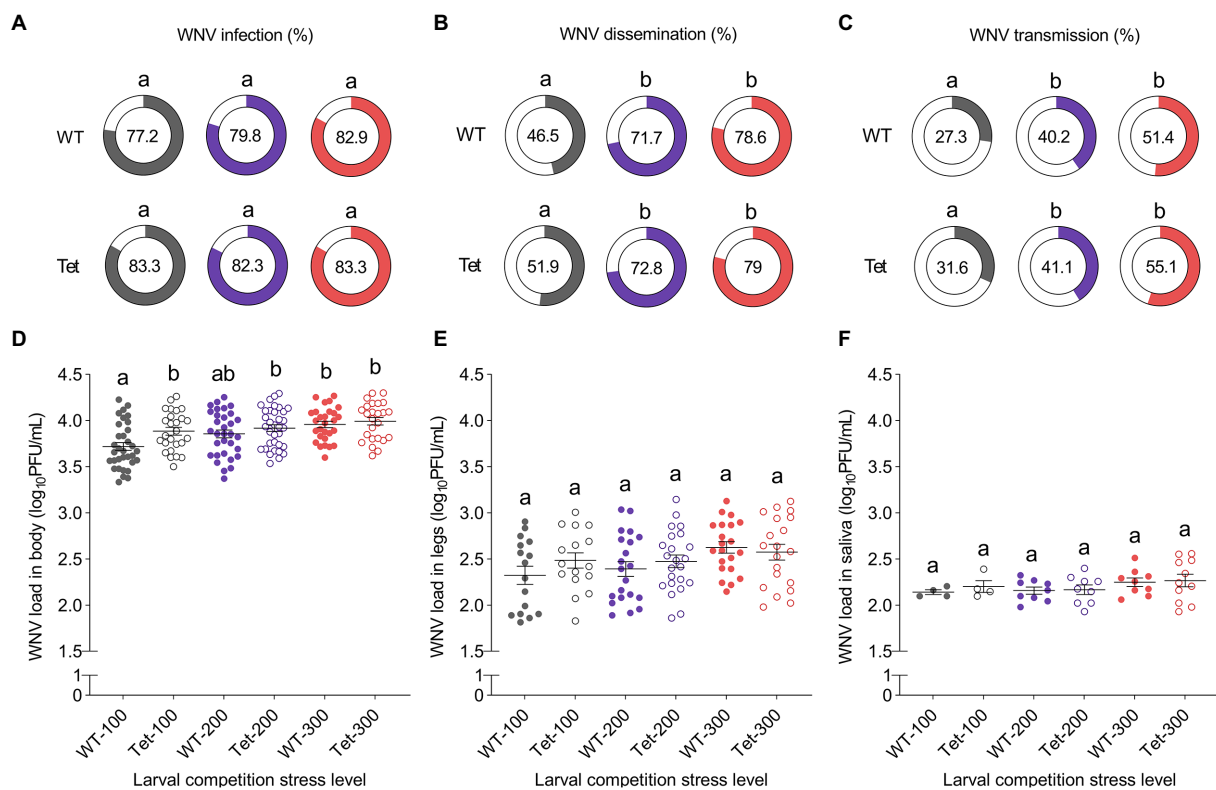 A
WNV infection (%)
a a a
WT 77.2 79.8 82.9
a a a
Tet 83.3 82.3 83.3
B
WNV dissemination (%)
a b b
WT 46.5 71.7 78.6
a b b
Tet 51.9 72.8 79
C
WNV transmission (%)
a b b
WT 27.3 40.2 51.4
a b b
Tet 31.6 41.1 55.1
D
WNV load in body (log₁₀PFU/mL)
4.5
4.0
3.5
3.0
2.5
2.0
1.5
1
0
a b ab b b b
WT-100 Tet-100 WT-200 Tet-200 WT-300 Tet-300
Larval competition stress level
E
WNV load in legs (log₁₀PFU/mL)
4.5
4.0
3.5
3.0
2.5
2.0
1.5
1
0
a a a a a a
WT-100 Tet-100 WT-200 Tet-200 WT-300 Tet-300
Larval competition stress level
F
WNV load in saliva (log₁₀PFU/mL)
4.5
4.0
3.5
3.0
2.5
2.0
1.5
1
0
a a a a a a
WT-100 Tet-100 WT-200 Tet-200 WT-300 Tet-300
Larval competition stress level